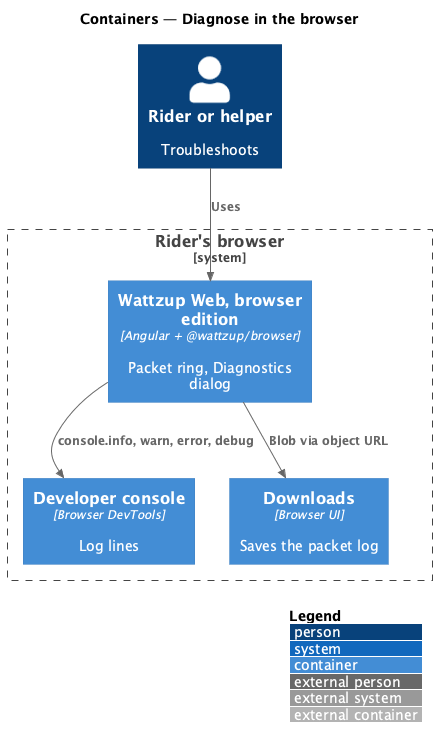 Containers — Diagnose in the browser
Rider or helper
Troubleshoots
Uses
Rider's browser
[system]
Wattzup Web, browser
edition
[Angular + @wattzup/browser]
Packet ring, Diagnostics
dialog
console.info, warn, error, debug
Blob via object URL
Developer console
[Browser DevTools]
Log lines
Downloads
[Browser UI]
Saves the packet log
Legend
person
system
container
external person
external system
external container